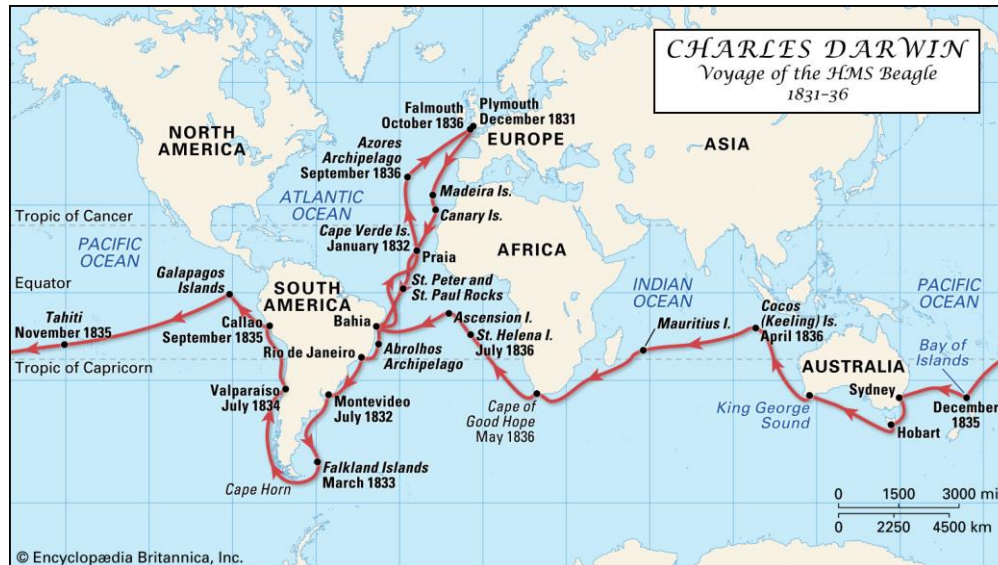 CHARLES DARWIN
Voyage of the HMS Beagle
1831–36
Falmouth
October 1836
Plymouth
December 1831
NORTH
AMERICA
EUROPE
ASIA
Azores
Archipelago
September 1836
ATLANTIC
OCEAN
Madeira Is.
Canary Is.
Tropic of Cancer
Cape Verde Is.
January 1832
PACIFIC
OCEAN
AFRICA
Praia
Galapagos
Islands
Equator
SOUTH
AMERICA
St. Peter and
St. Paul Rocks
INDIAN
OCEAN
PACIFIC
OCEAN
Tahiti
November 1835
Callao
September 1835
Bahia
Ascension I.
St. Helena I.
July 1836
Mauritius I.
Cocos
(Keeling) Is.
April 1836
Rio de Janeiro
Abrolhos
Archipelago
Tropic of Capricorn
AUSTRALIA
Bay of
Islands
Sydney
Valparaíso
July 1834
Montevideo
July 1832
Cape of
Good Hope
May 1836
King George
Sound
December
1835
Hobart
Falkland Islands
March 1833
Cape Horn
0 1500 3000 mi
0 2250 4500 km
© Encyclopædia Britannica, Inc.